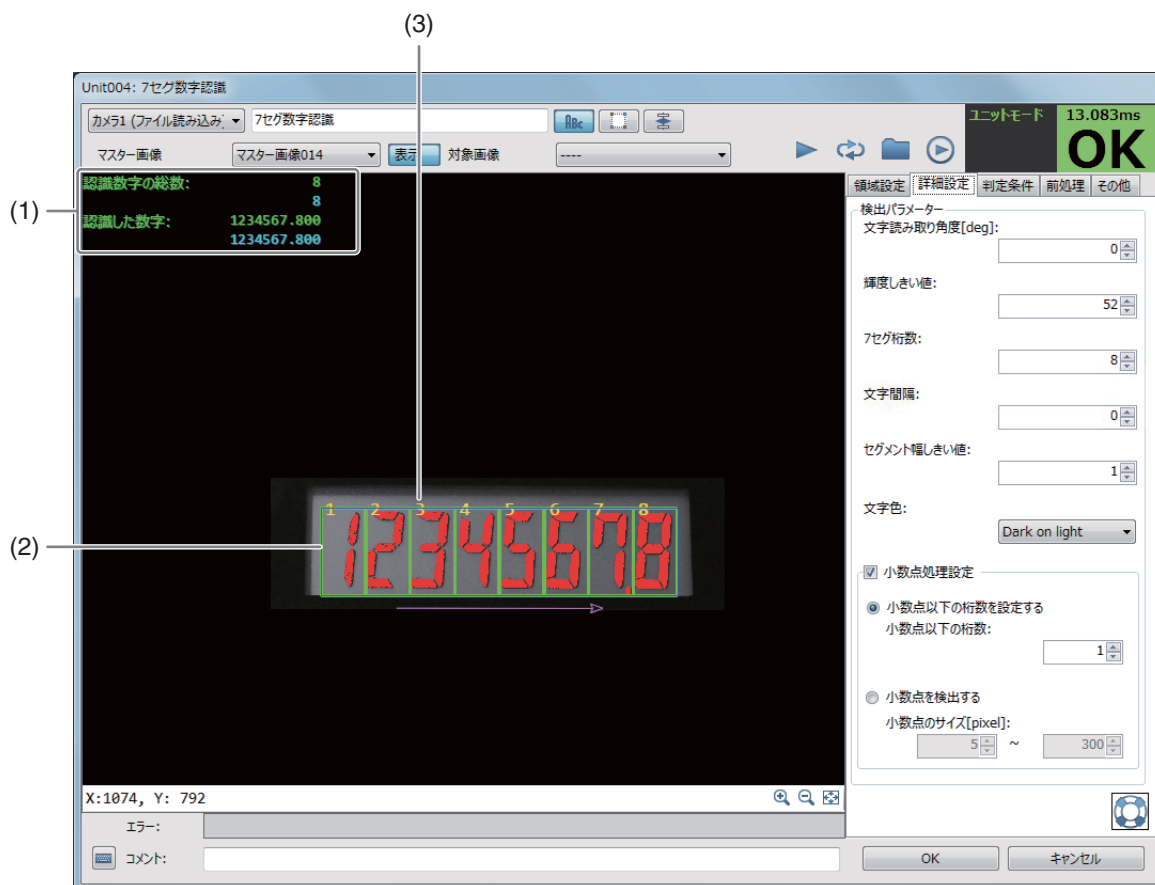 (3)
Unit004: 7セグ数字認識
カメラ1 (ファイル読み込み) 7セグ数字認識 ABC
ユニットモード 13.083ms
OK
マスター画像 マスター画像014 表示 対象画像 ----
(1)
認識数字の総数: 8
8
認識した数字: 1234567.800
1234567.800
領域設定 詳細設定 判定条件 前処理 その他
検出パラメーター
文字読み取り角度[deg]:
0
輝度しきい値:
52
7セグ桁数:
8
文字間隔:
0
セグメント幅しきい値:
1
文字色:
Dark on light
(2)
1 2 3 4 5 6 7 8
1234567.8
小数点処理設定
小数点以下の桁数を設定する
小数点以下の桁数:
1
小数点を検出する
小数点のサイズ[pixel]:
5 ~ 300
X:1074, Y: 792
エラー:
コメント:
OK キャンセル